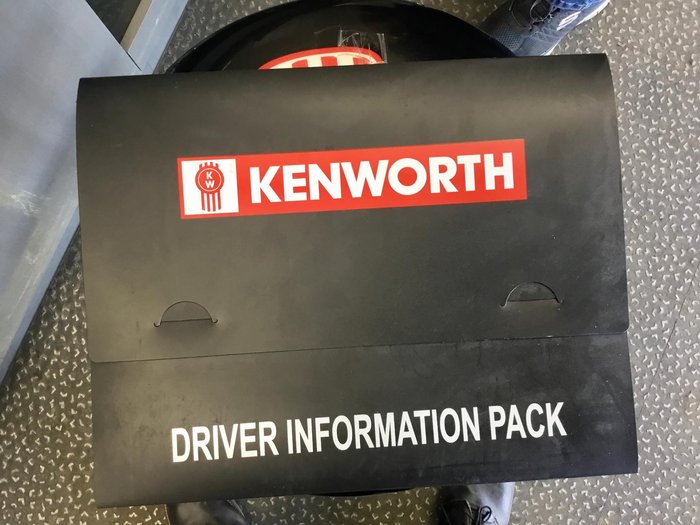 KW
KENWORTH
DRIVER INFORMATION PACK